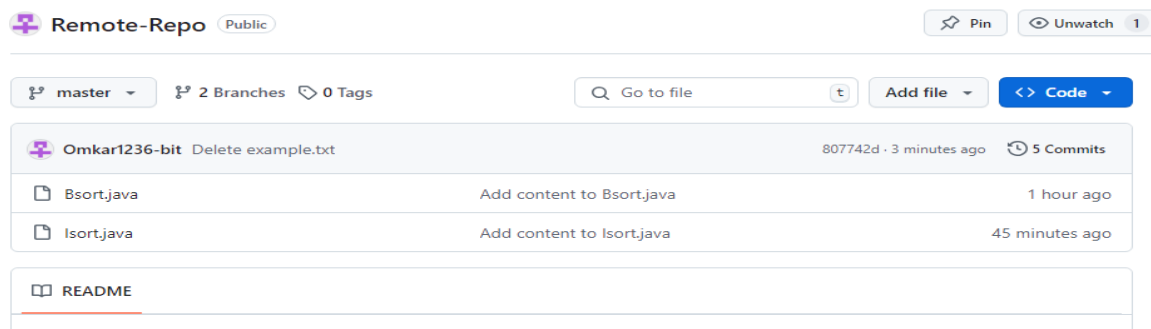 Remote-Repo Public Pin Unwatch 1
master 2 Branches 0 Tags Go to file t Add file <> Code
Omkar1236-bit Delete example.txt 807742d · 3 minutes ago 5 Commits
Bsort.java Add content to Bsort.java 1 hour ago
Isort.java Add content to Isort.java 45 minutes ago
README